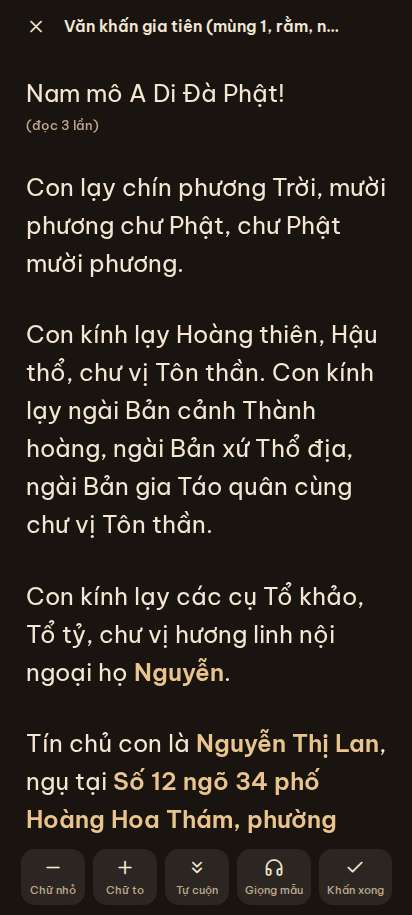 Văn khấn gia tiên (mùng 1, rằm, n...
Nam mô A Di Đà Phật!
(đọc 3 lần)
Con lạy chín phương Trời, mười
phương chư Phật, chư Phật
mười phương.
Con kính lạy Hoàng thiên, Hậu
thổ, chư vị Tôn thần. Con kính
lạy ngài Bản cảnh Thành
hoàng, ngài Bản xứ Thổ địa,
ngài Bản gia Táo quân cùng
chư vị Tôn thần.
Con kính lạy các cụ Tổ khảo,
Tổ tỷ, chư vị hương linh nội
ngoại họ Nguyễn.
Tín chủ con là Nguyễn Thị Lan,
ngụ tại Số 12 ngõ 34 phố
Hoàng Hoa Thám, phường
Chữ nhỏ Chữ to Tự cuộn Giọng mẫu Khấn xong